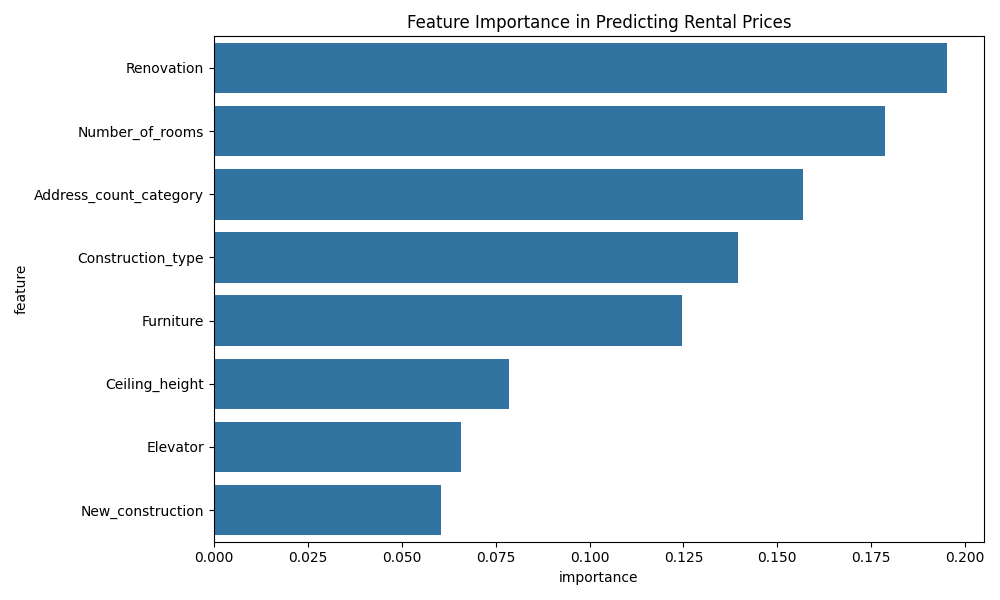 Feature Importance in Predicting Rental Prices
feature
Renovation
Number_of_rooms
Address_count_category
Construction_type
Furniture
Ceiling_height
Elevator
New_construction
0.000 0.025 0.050 0.075 0.100 0.125 0.150 0.175 0.200
importance